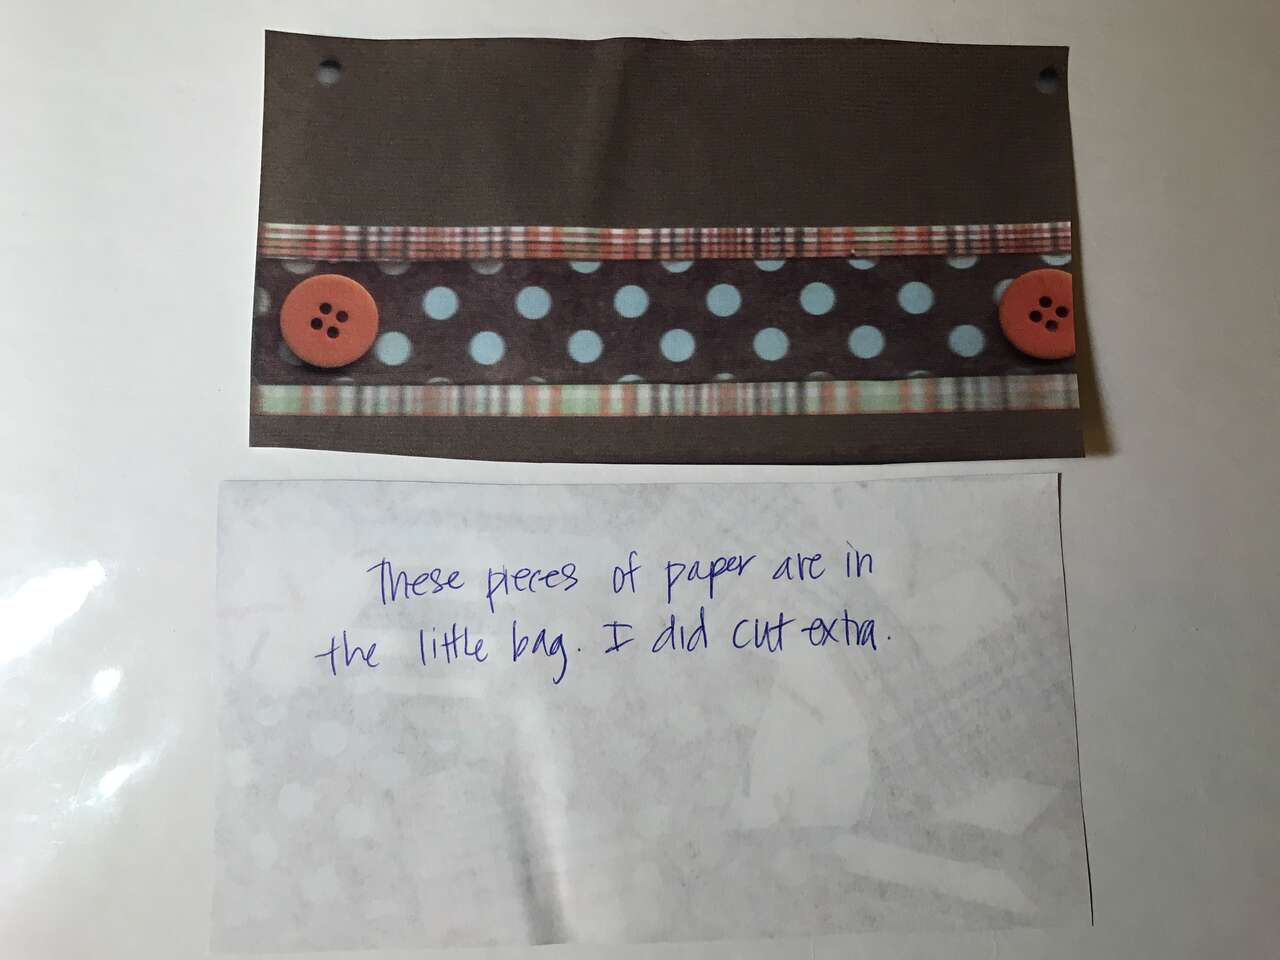 These pieces of paper are in
the little bag. I did cut extra.